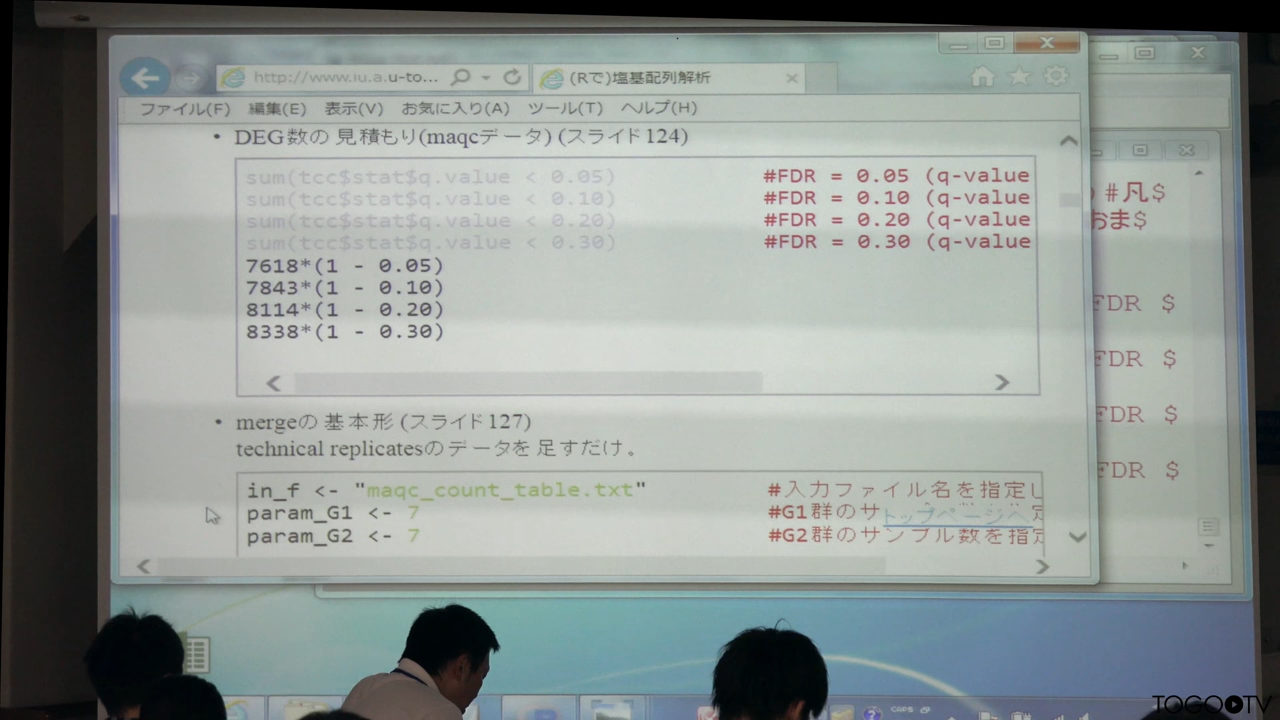 http://www.iu.a.u-to...
(Rで)塩基配列解析
ファイル(F) 編集(E) 表示(V) お気に入り(A) ツール(T) ヘルプ(H)
• DEG数の 見積もり(maqcデータ) (スライド124)
sum(tcc$stat$q.value < 0.05) #FDR = 0.05 (q-value
sum(tcc$stat$q.value < 0.10) #FDR = 0.10 (q-value
sum(tcc$stat$q.value < 0.20) #FDR = 0.20 (q-value
sum(tcc$stat$q.value < 0.30) #FDR = 0.30 (q-value
7618*(1 - 0.05)
7843*(1 - 0.10)
8114*(1 - 0.20)
8338*(1 - 0.30)
• mergeの 基本形 (スライド127)
technical replicatesのデータを 足すだけ。
in_f <- "maqc_count_table.txt" #入力ファイル名を指定し
param_G1 <- 7 #G1群のサ
トップページへ
param_G2 <- 7 #G2群のサンプル数を指定
#凡$
おま$
FDR $
FDR $
FDR $
FDR $
CAPS
TOGOTV